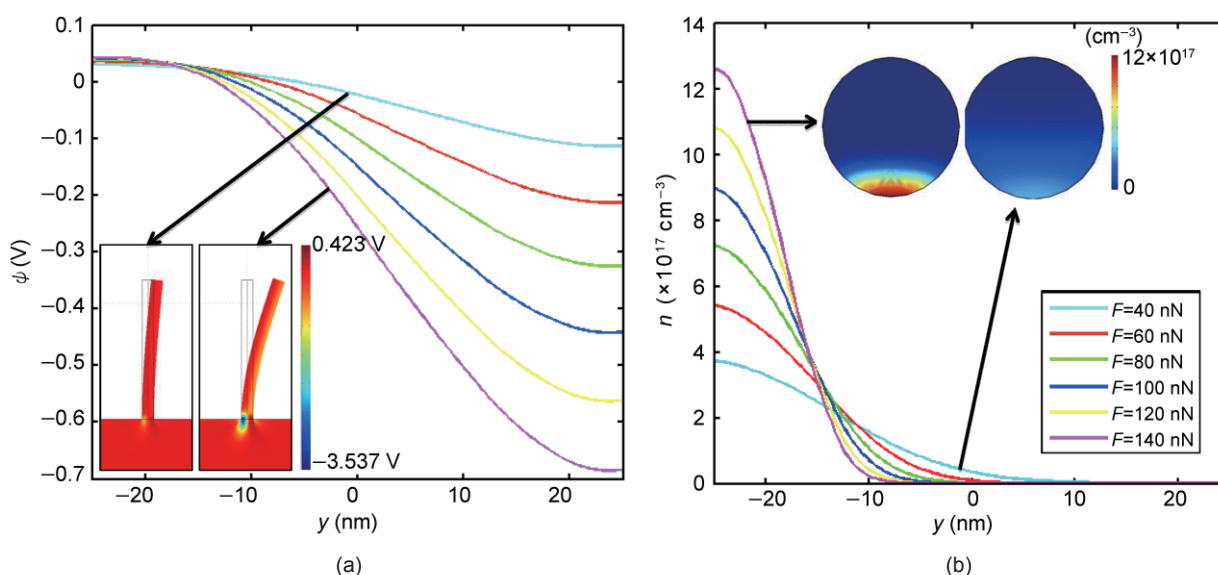 0.1
0
−0.1
−0.2
−0.3
−0.4
−0.5
−0.6
−0.7
ψ (V)
0.423 V
−3.537 V
−20
−10
0
10
20
y (nm)
(a)
14
12
10
8
6
4
2
0
n (×10¹⁷ cm⁻³)
(cm⁻³)
12×10¹⁷
0
F=40 nN
F=60 nN
F=80 nN
F=100 nN
F=120 nN
F=140 nN
−20
−10
0
10
20
y (nm)
(b)